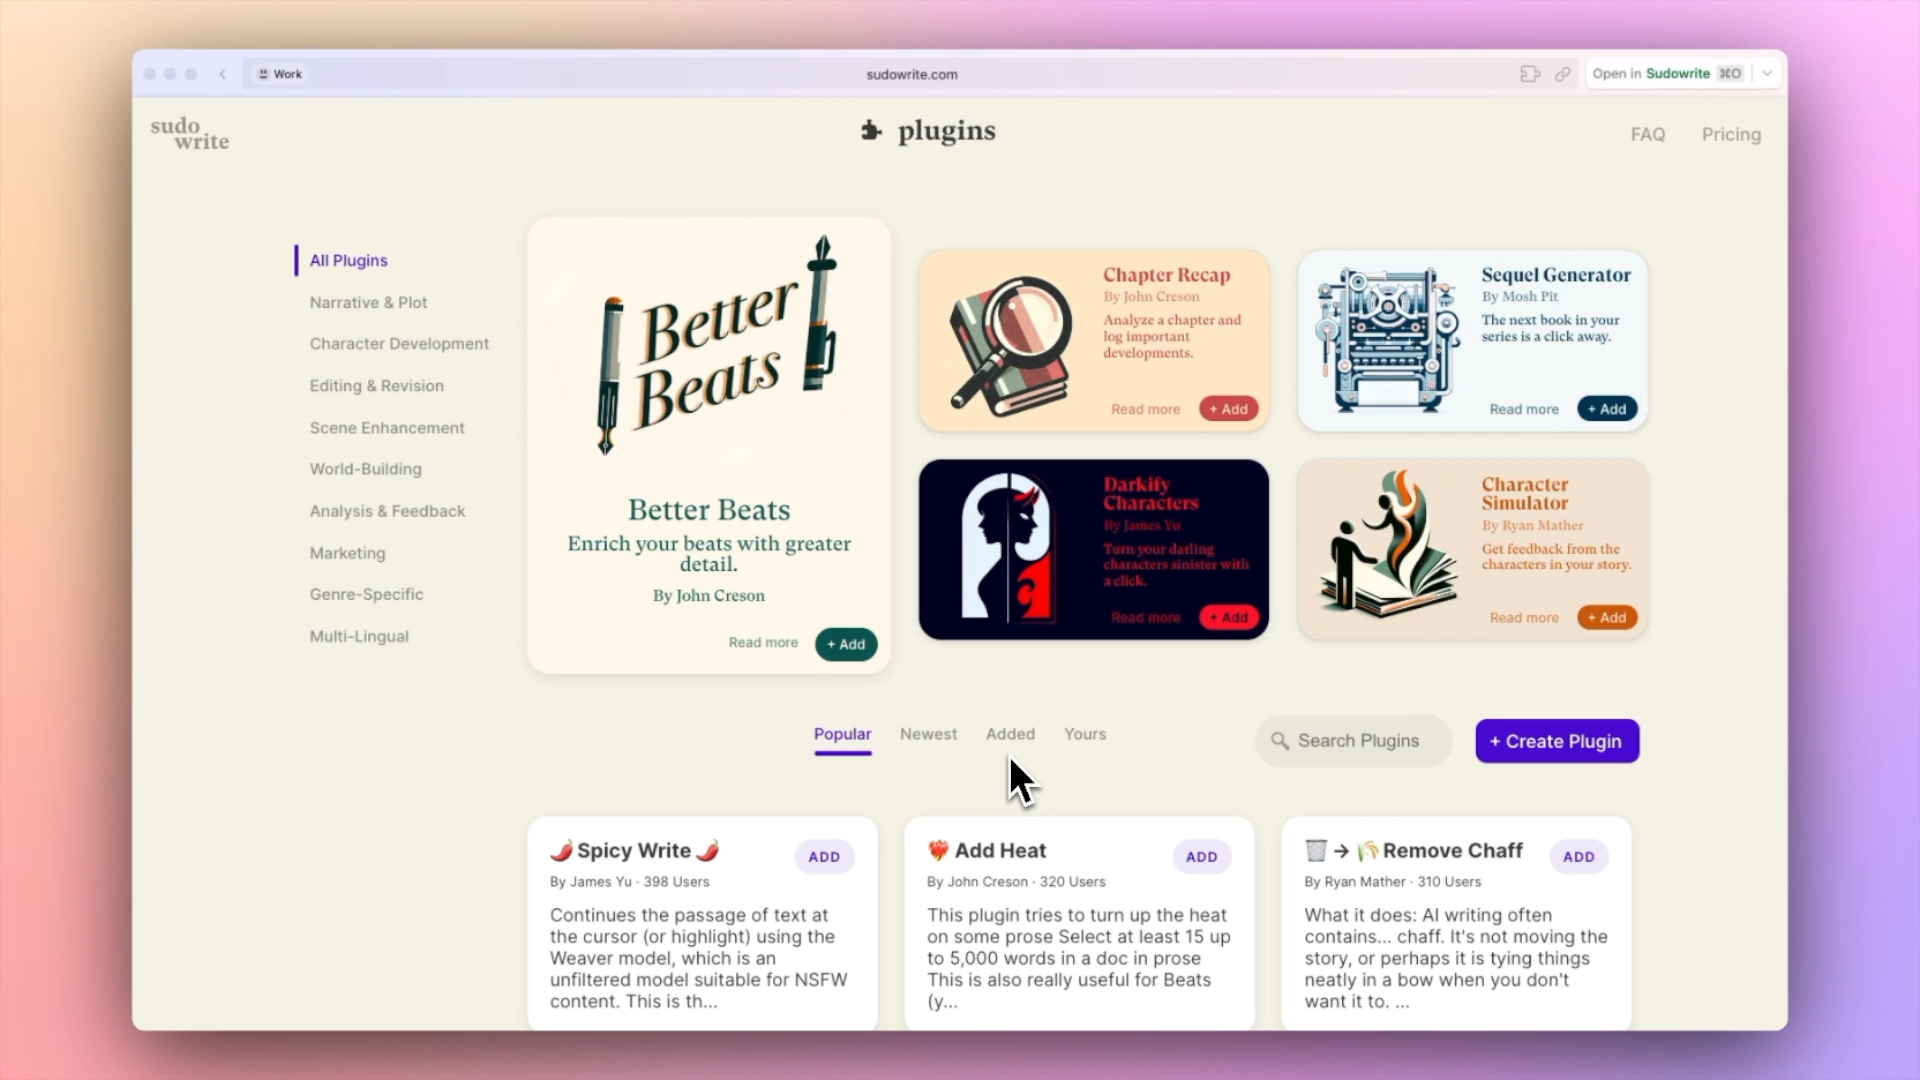 Work
sudowrite.com
Open in Sudowrite ⌘O
sudo
write
plugins
FAQ
Pricing
All Plugins
Narrative & Plot
Character Development
Editing & Revision
Scene Enhancement
World-Building
Analysis & Feedback
Marketing
Genre-Specific
Multi-Lingual
Better
Beats
Better Beats
Enrich your beats with greater
detail.
By John Creson
Read more
+ Add
Chapter Recap
By John Creson
Analyze a chapter and
log important
developments.
Read more
+ Add
Sequel Generator
By Mosh Pit
The next book in your
series is a click away.
Read more
+ Add
Darkify
Characters
By James Yu
Turn your darling
characters sinister with
a click.
Read more
+ Add
Character
Simulator
By Ryan Mather
Get feedback from the
characters in your story.
Read more
+ Add
Popular
Newest
Added
Yours
Search Plugins
+ Create Plugin
🌶️ Spicy Write 🌶️
ADD
By James Yu · 398 Users
Continues the passage of text at
the cursor (or highlight) using the
Weaver model, which is an
unfiltered model suitable for NSFW
content. This is th...
❤️‍🔥 Add Heat
ADD
By John Creson · 320 Users
This plugin tries to turn up the heat
on some prose Select at least 15 up
to 5,000 words in a doc in prose
This is also really useful for Beats
(y...
🗑️ → 🌾 Remove Chaff
ADD
By Ryan Mather · 310 Users
What it does: AI writing often
contains... chaff. It's not moving the
story, or perhaps it is tying things
neatly in a bow when you don't
want it to. ...